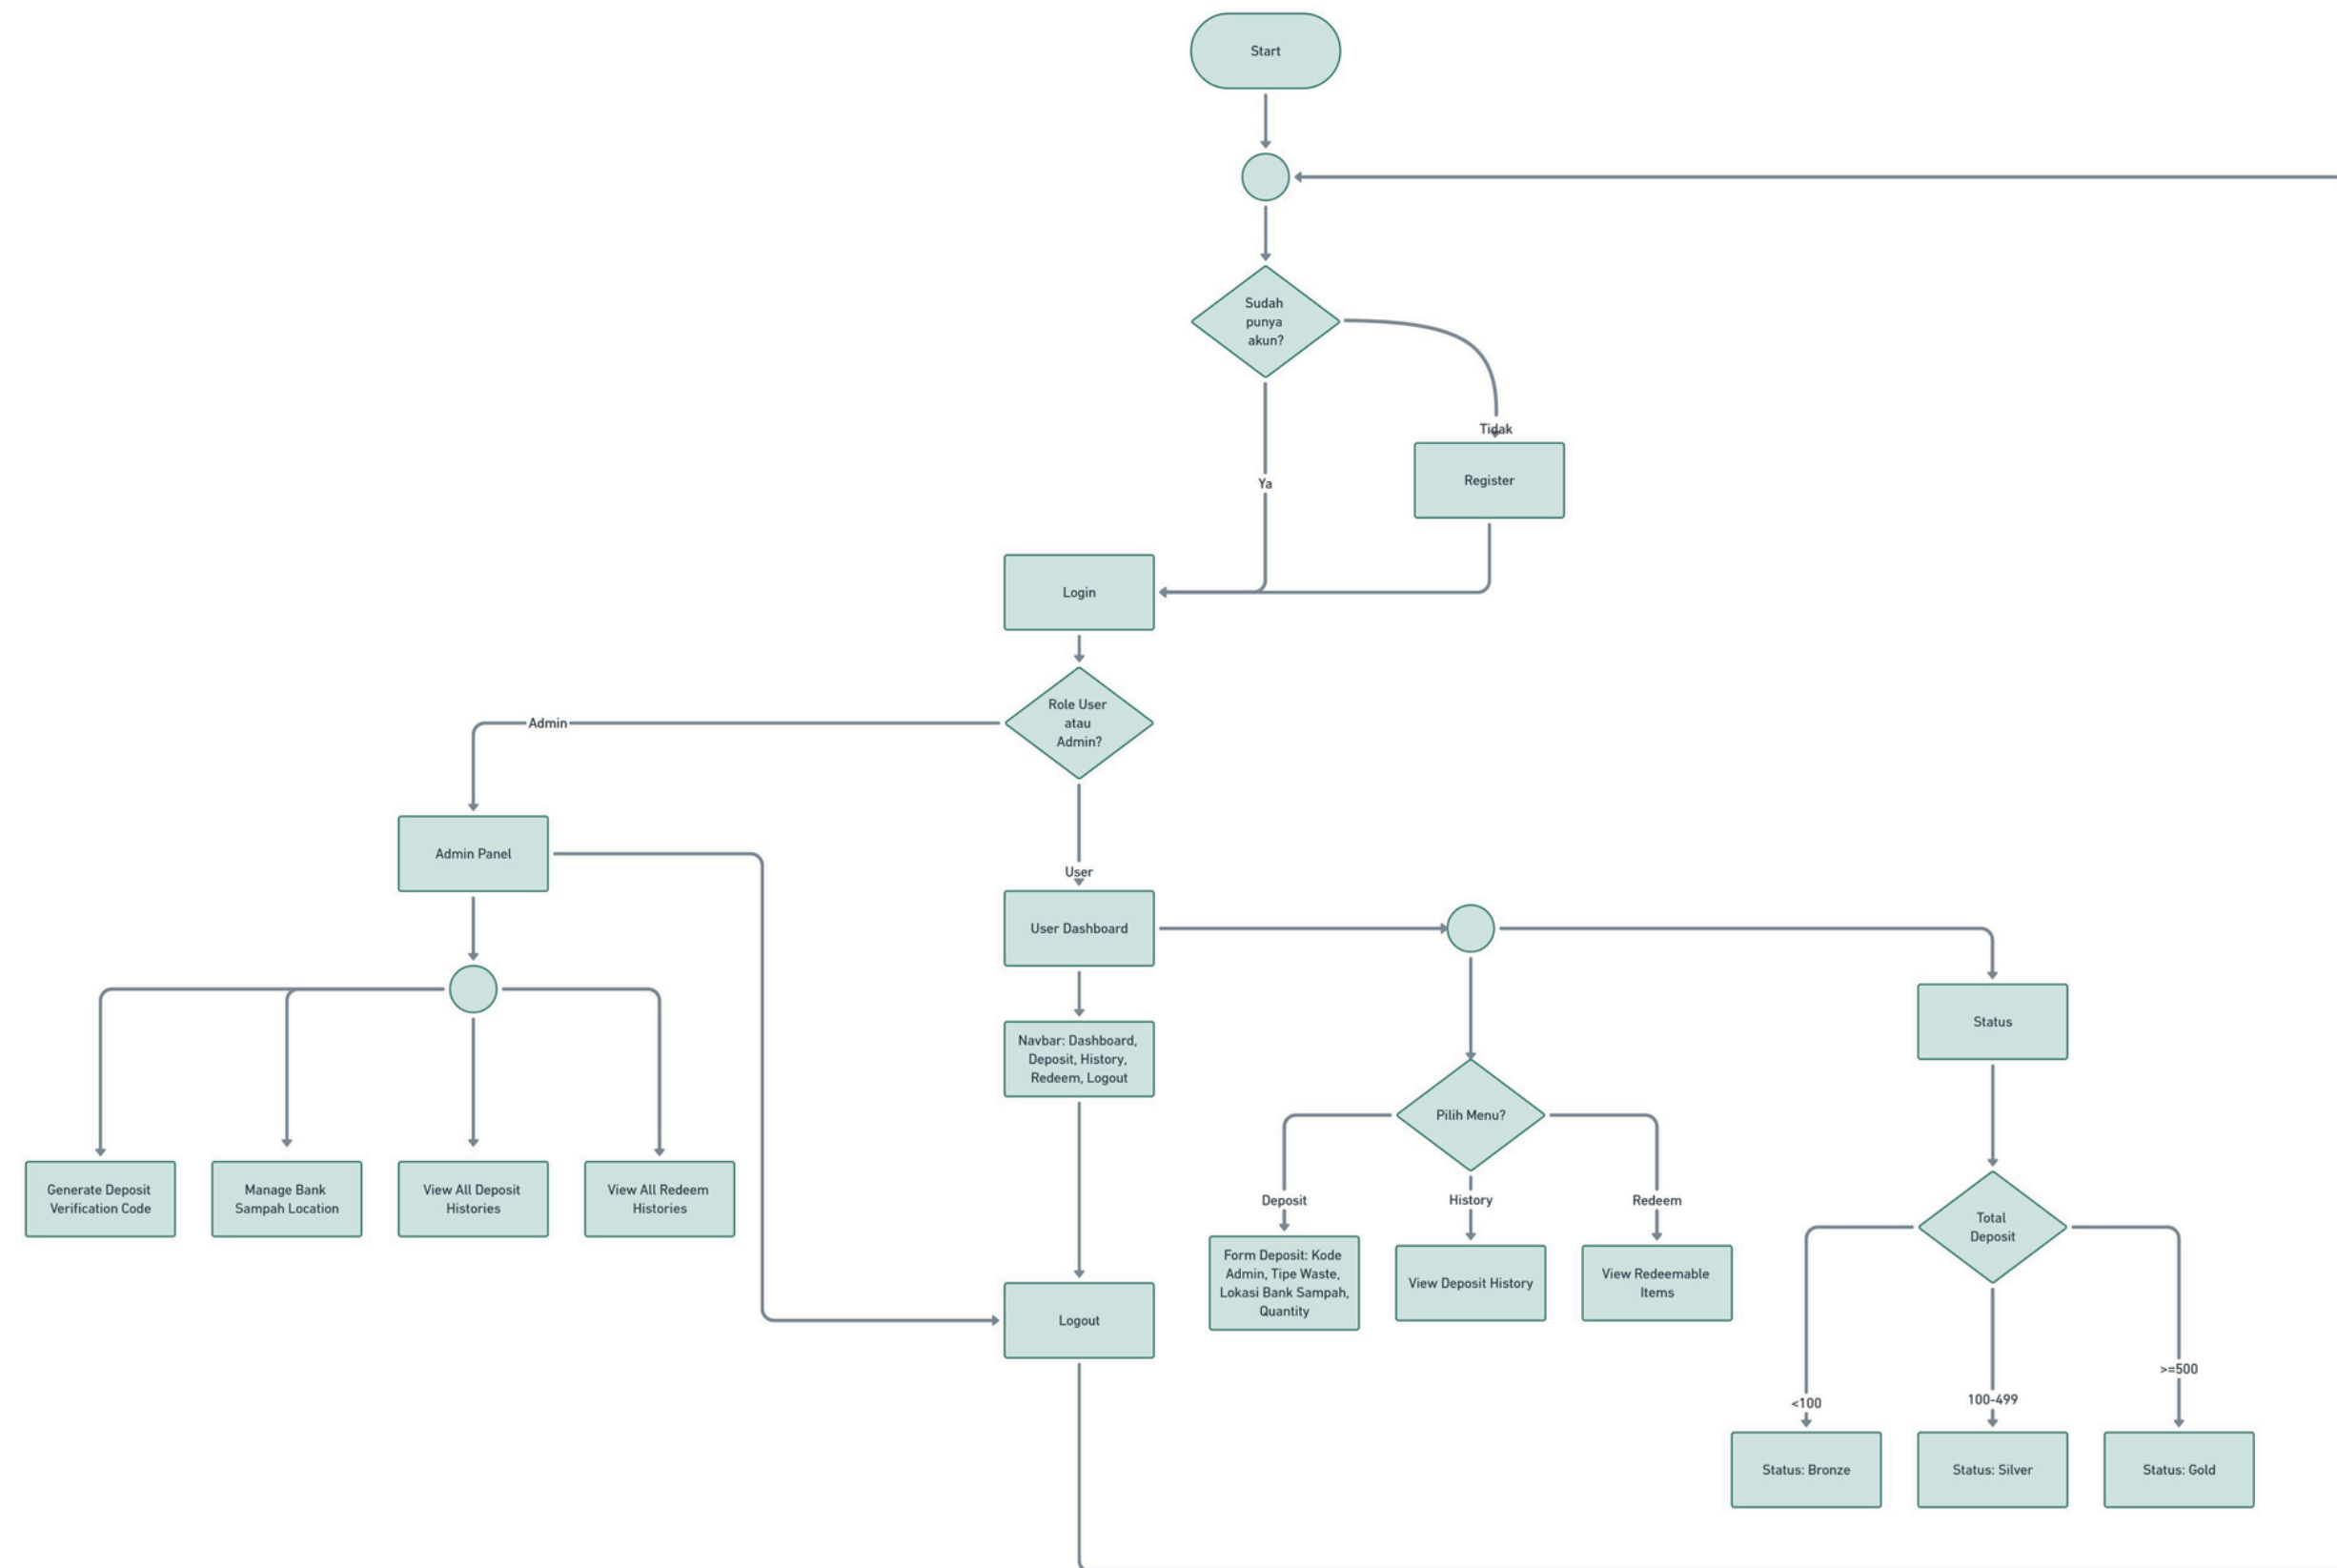 Start
Sudah
punya
akun?
Tidak
Register
Ya
Login
Role User
atau
Admin?
Admin
Admin Panel
User
User Dashboard
Navbar: Dashboard,
Deposit, History,
Redeem, Logout
Status
Pilih Menu?
Generate Deposit
Verification Code
Manage Bank
Sampah Location
View All Deposit
Histories
View All Redeem
Histories
Deposit
History
Redeem
Form Deposit: Kode
Admin, Tipe Waste,
Lokasi Bank Sampah,
Quantity
View Deposit History
View Redeemable
Items
Total
Deposit
Logout
<100
100-499
>=500
Status: Bronze
Status: Silver
Status: Gold